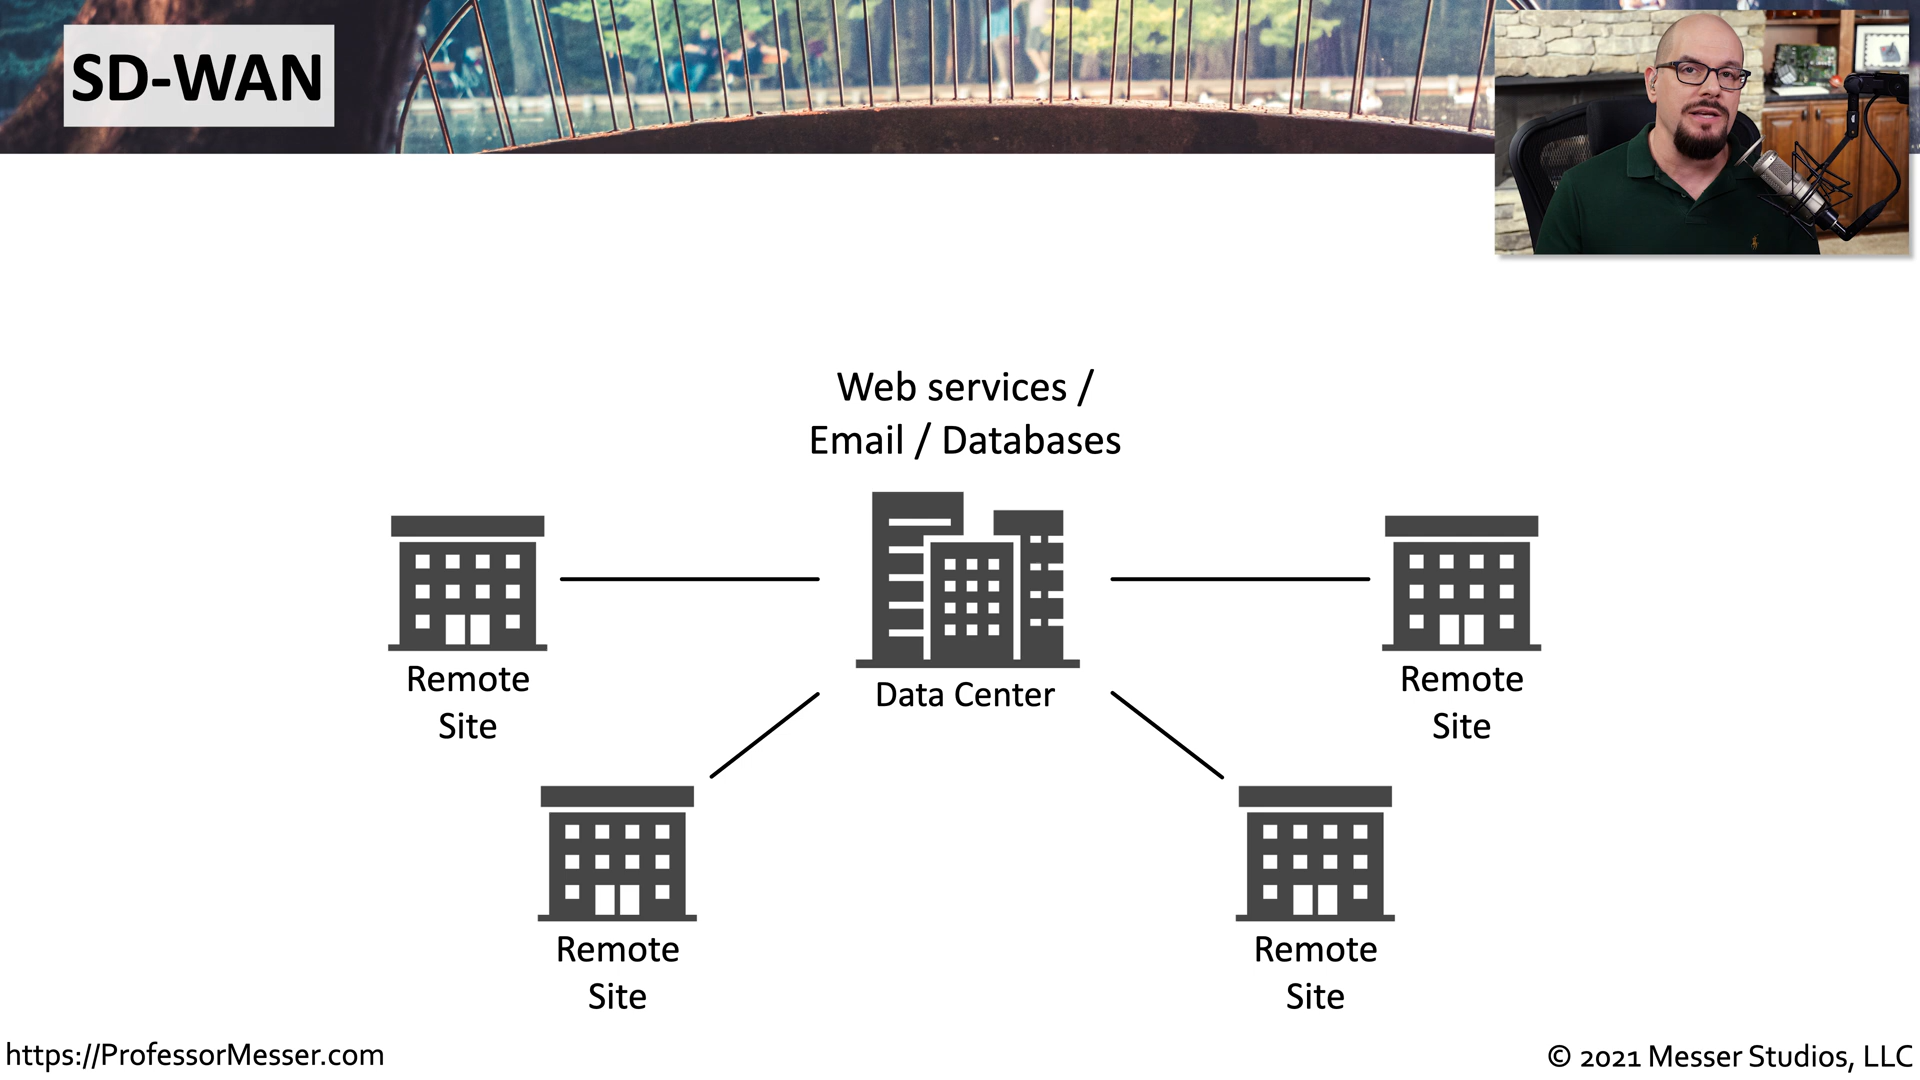 SD-WAN
Web services /
Email / Databases
Remote
Site
Data Center
Remote
Site
Remote
Site
Remote
Site
https://ProfessorMesser.com
© 2021 Messer Studios, LLC